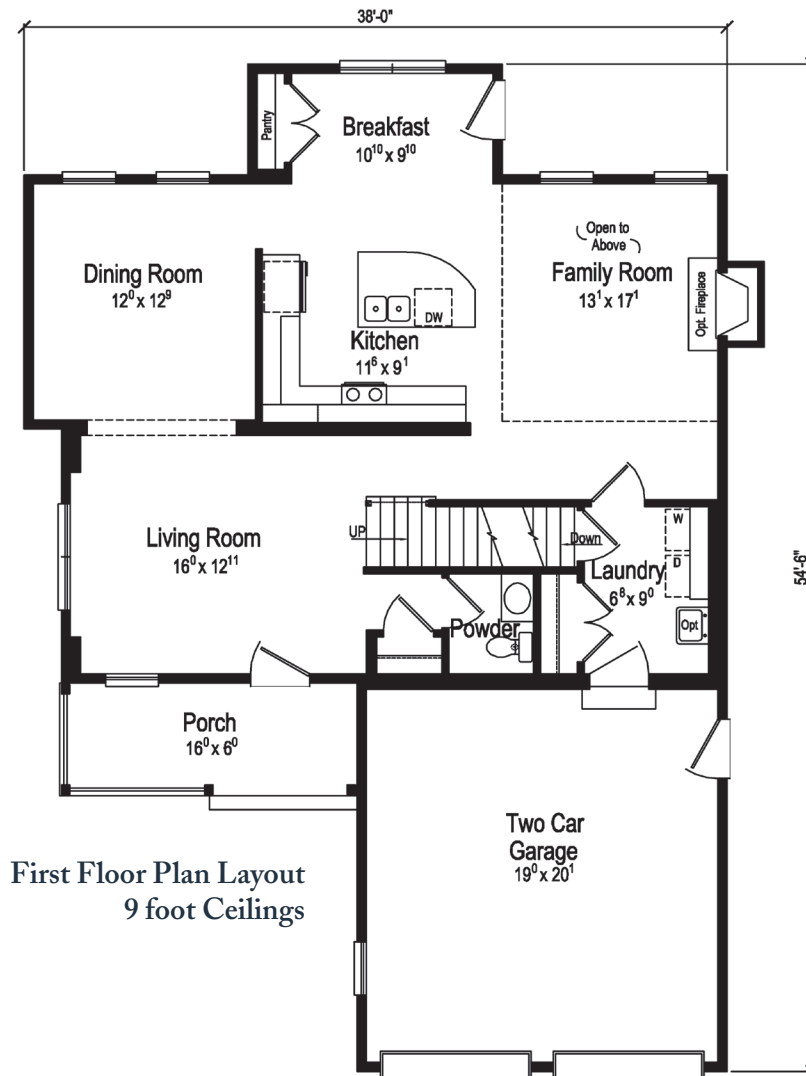 38'-0"
Pantry
Breakfast
10¹⁰ x 9¹⁰
Dining Room
12⁰ x 12⁹
Open to
Above
Family Room
13¹ x 17¹
Opt. Fireplace
DW
Kitchen
11⁶ x 9¹
Living Room
16⁰ x 12¹¹
UP
Down
W
D
Laundry
6⁸ x 9⁰
Opt
Powder
54'-6"
Porch
16⁰ x 6⁰
Two Car
Garage
19⁰ x 20¹
First Floor Plan Layout
9 foot Ceilings